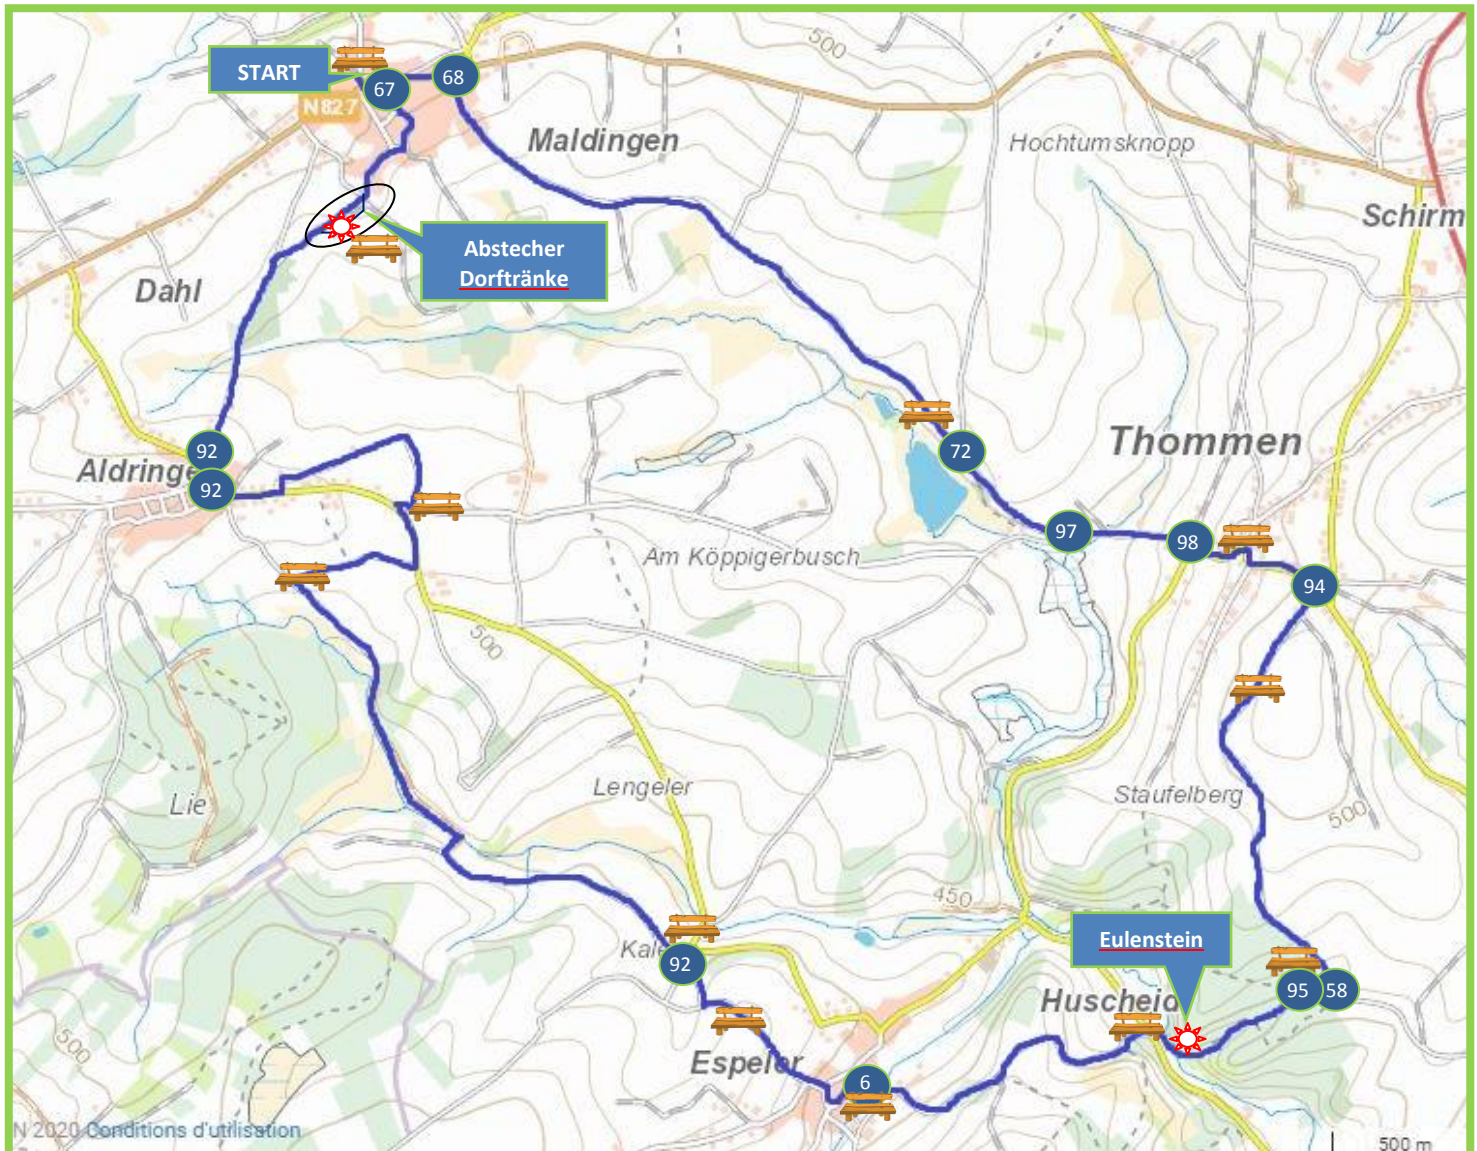 500
START
67
68
N827
Maldingen
Hochtumsknopp
Schirm
Abstecher
Dorftränke
Dahl
Thommen
92
72
Aldringe
92
97
98
Am Köppigerbusch
94
500
Lengeler
Staufelberg
Lie
500
450
Eulenstein
Kale
92
95
58
Huscheid
500
Espeler
6
N 2020 Conditions d'utilisation
500 m